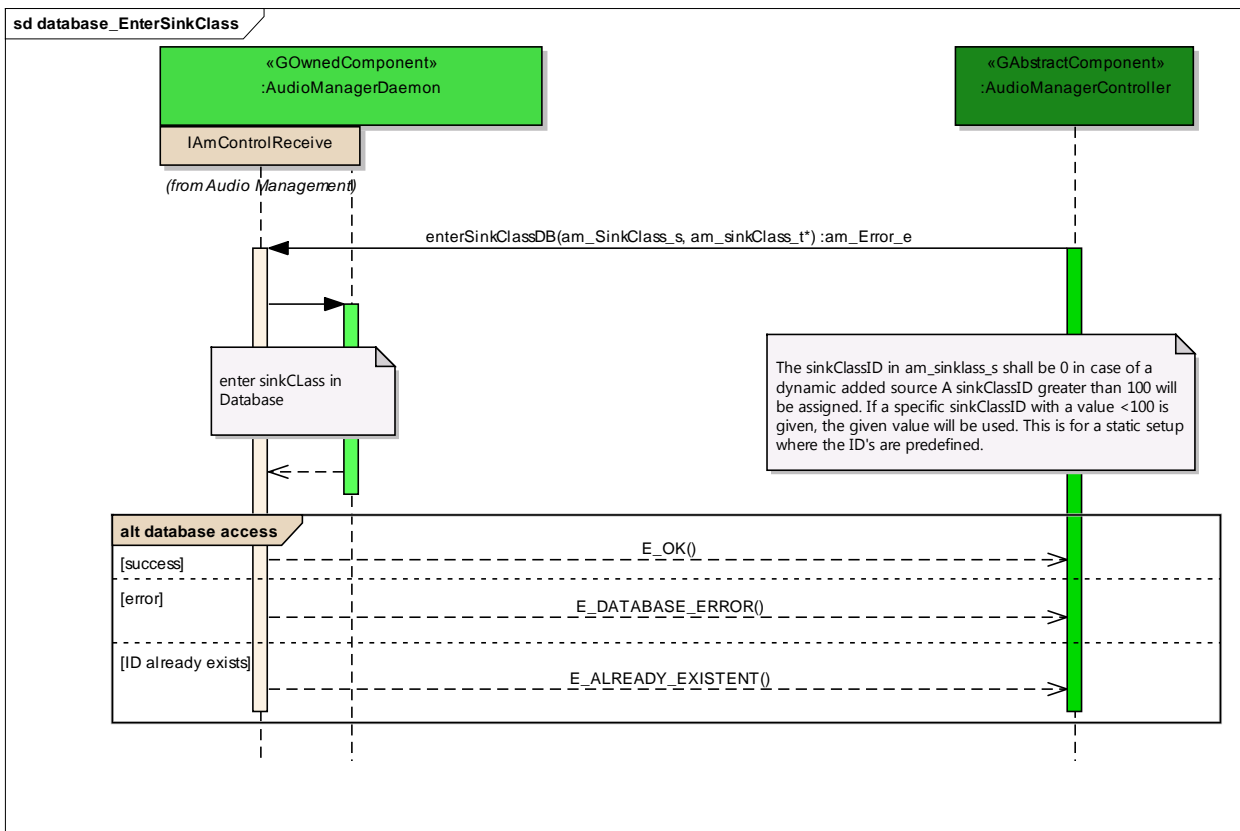 sd database_EnterSinkClass
«GOwnedComponent»
:AudioManagerDaemon
«GAbstractComponent»
:AudioManagerController
IAmControlReceive
(from Audio Management)
enterSinkClassDB(am_SinkClass_s, am_sinkClass_t*) :am_Error_e
enter sinkCLass in
Database
The sinkClassID in am_sinklass_s shall be 0 in case of a
dynamic added source A sinkClassID greater than 100 will
be assigned. If a specific sinkClassID with a value <100 is
given, the given value will be used. This is for a static setup
where the ID's are predefined.
alt database access
[success]
E_OK()
[error]
E_DATABASE_ERROR()
[ID already exists]
E_ALREADY_EXISTENT()